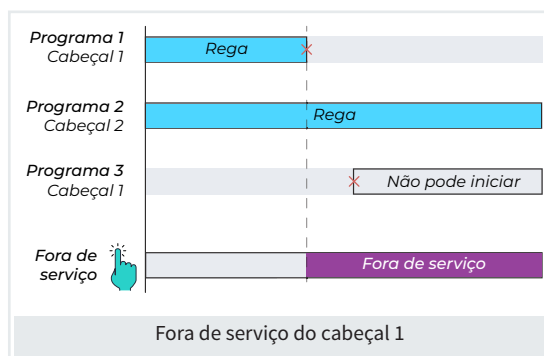 Programa 1
Cabeçal 1
Rega
Programa 2
Cabeçal 2
Rega
Programa 3
Cabeçal 1
Não pode iniciar
Fora de
serviço
Fora de serviço
Fora de serviço do cabeçal 1